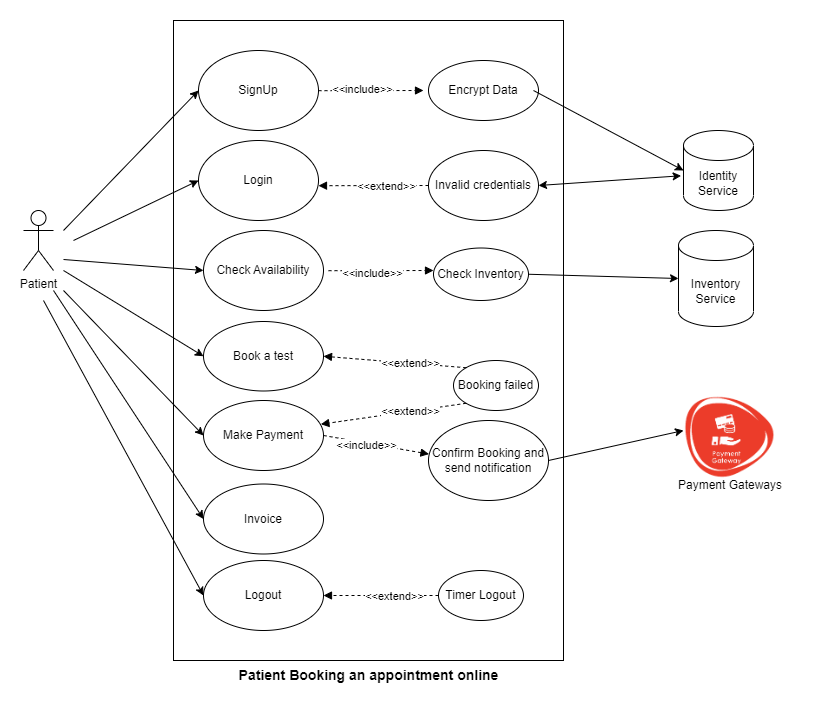 SignUp
<<include>>
Encrypt Data
Login
<<extend>>
Invalid credentials
Identity
Service
Patient
Check Availability
<<include>>
Check Inventory
Inventory
Service
Book a test
<<extend>>
Booking failed
<<extend>>
Make Payment
<<include>>
Confirm Booking and
send notification
Payment
Gateway
Payment Gateways
Invoice
Logout
<<extend>>
Timer Logout
Patient Booking an appointment online